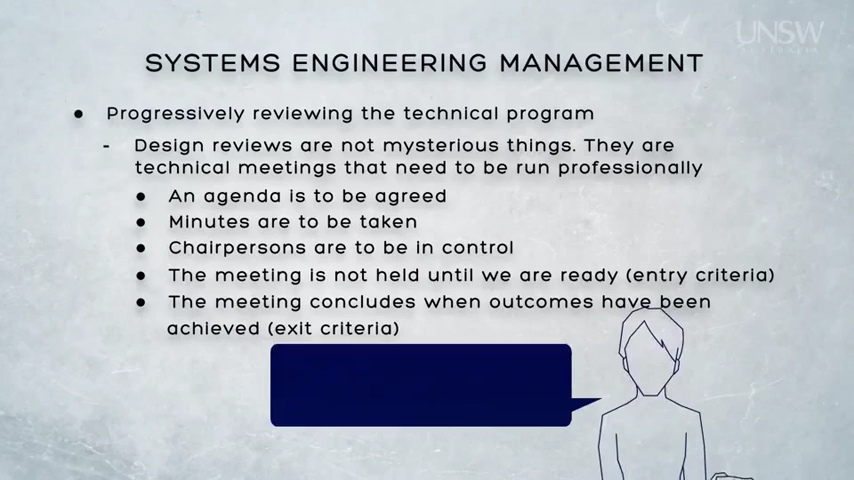 UNSW
AUSTRALIA
SYSTEMS ENGINEERING MANAGEMENT
● Progressively reviewing the technical program
- Design reviews are not mysterious things. They are
technical meetings that need to be run professionally
● An agenda is to be agreed
● Minutes are to be taken
● Chairpersons are to be in control
● The meeting is not held until we are ready (entry criteria)
● The meeting concludes when outcomes have been
achieved (exit criteria)